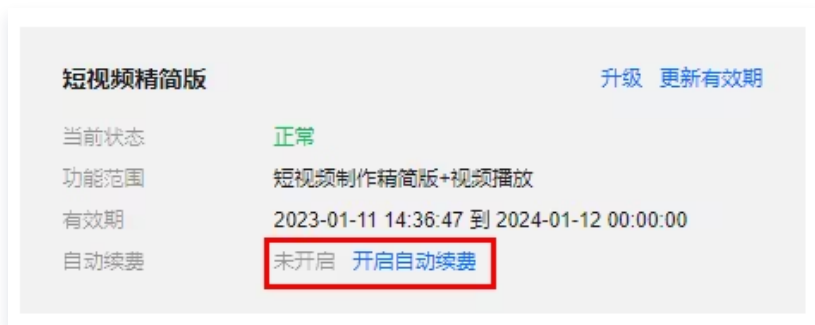 短视频精简版 升级 更新有效期
当前状态 正常
功能范围 短视频制作精简版+视频播放
有效期 2023-01-11 14:36:47 到 2024-01-12 00:00:00
自动续费 未开启 开启自动续费